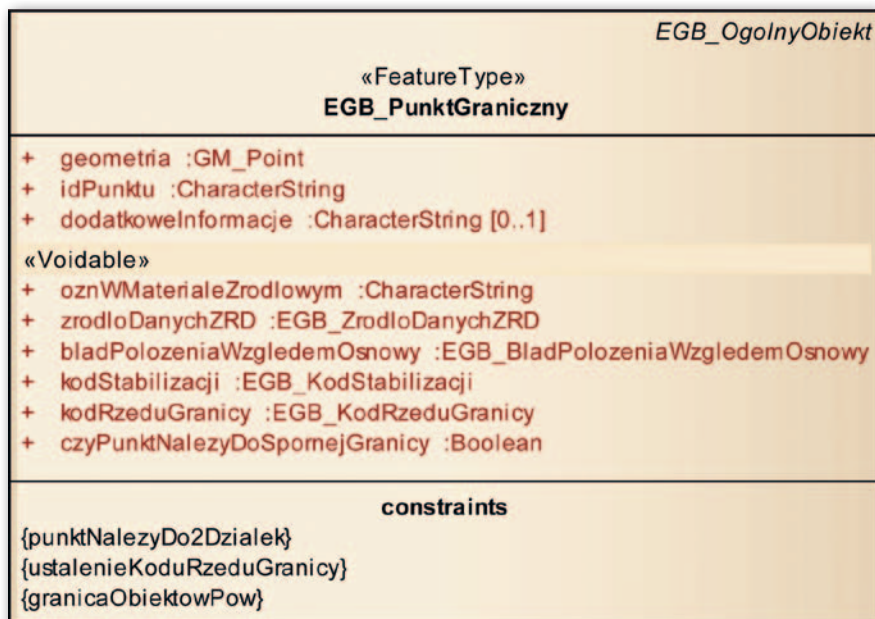 EGB_OgolnyObiekt
«FeatureType»
EGB_PunktGraniczny
+ geometria :GM_Point
+ idPunktu :CharacterString
+ dodatkoweInformacje :CharacterString [0..1]
«Voidable»
+ oznWMaterialeZrodlowym :CharacterString
+ zrodloDanychZRD :EGB_ZrodloDanychZRD
+ bladPolozeniaWzgledemOsnowy :EGB_BladPolozeniaWzgledemOsnowy
+ kodStabilizacji :EGB_KodStabilizacji
+ kodRzeduGranicy :EGB_KodRzeduGranicy
+ czyPunktNalezyDoSpornejGranicy :Boolean
constraints
{punktNalezyDo2Dzialek}
{ustalenieKoduRzeduGranicy}
{granicaObiektowPow}